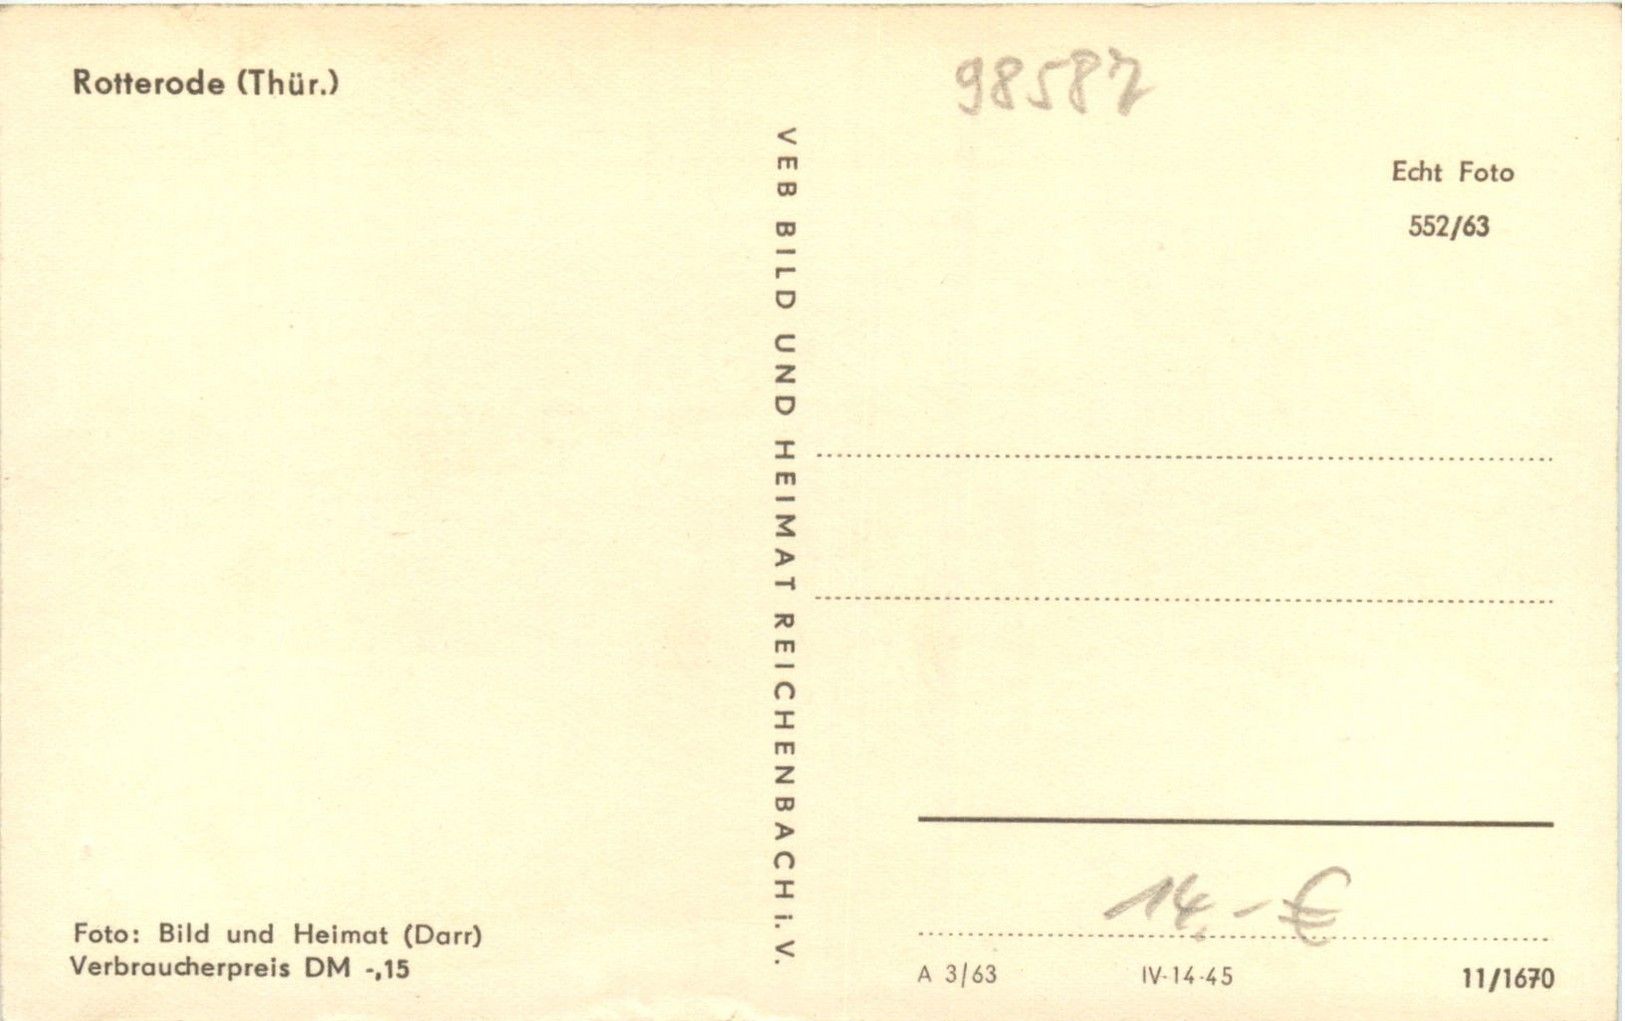 Rotterode (Thür.)
98587
Echt Foto
552/63
VEB BILD UND HEIMAT REICHENBACH i. V.
14,- €
Foto: Bild und Heimat (Darr)
Verbraucherpreis DM -,15
A 3/63 IV-14-45 11/1670